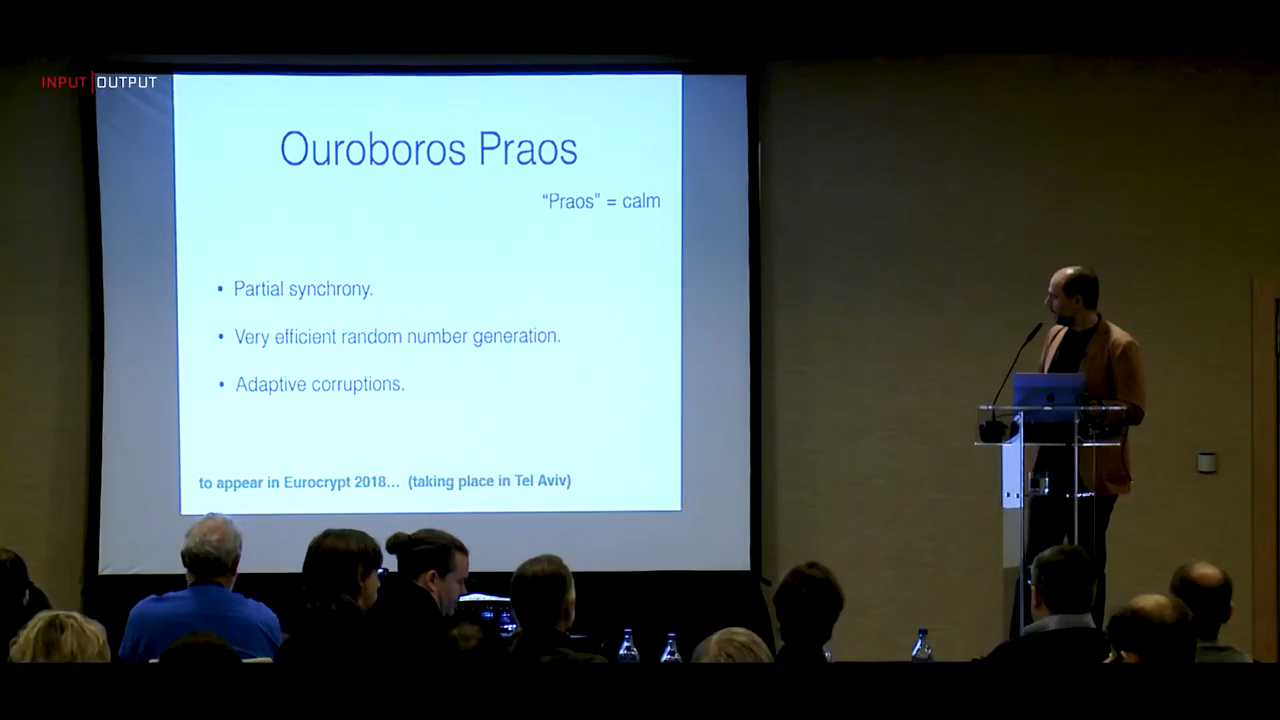 INPUT|OUTPUT
Ouroboros Praos
“Praos” = calm
• Partial synchrony.
• Very efficient random number generation.
• Adaptive corruptions.
to appear in Eurocrypt 2018... (taking place in Tel Aviv)